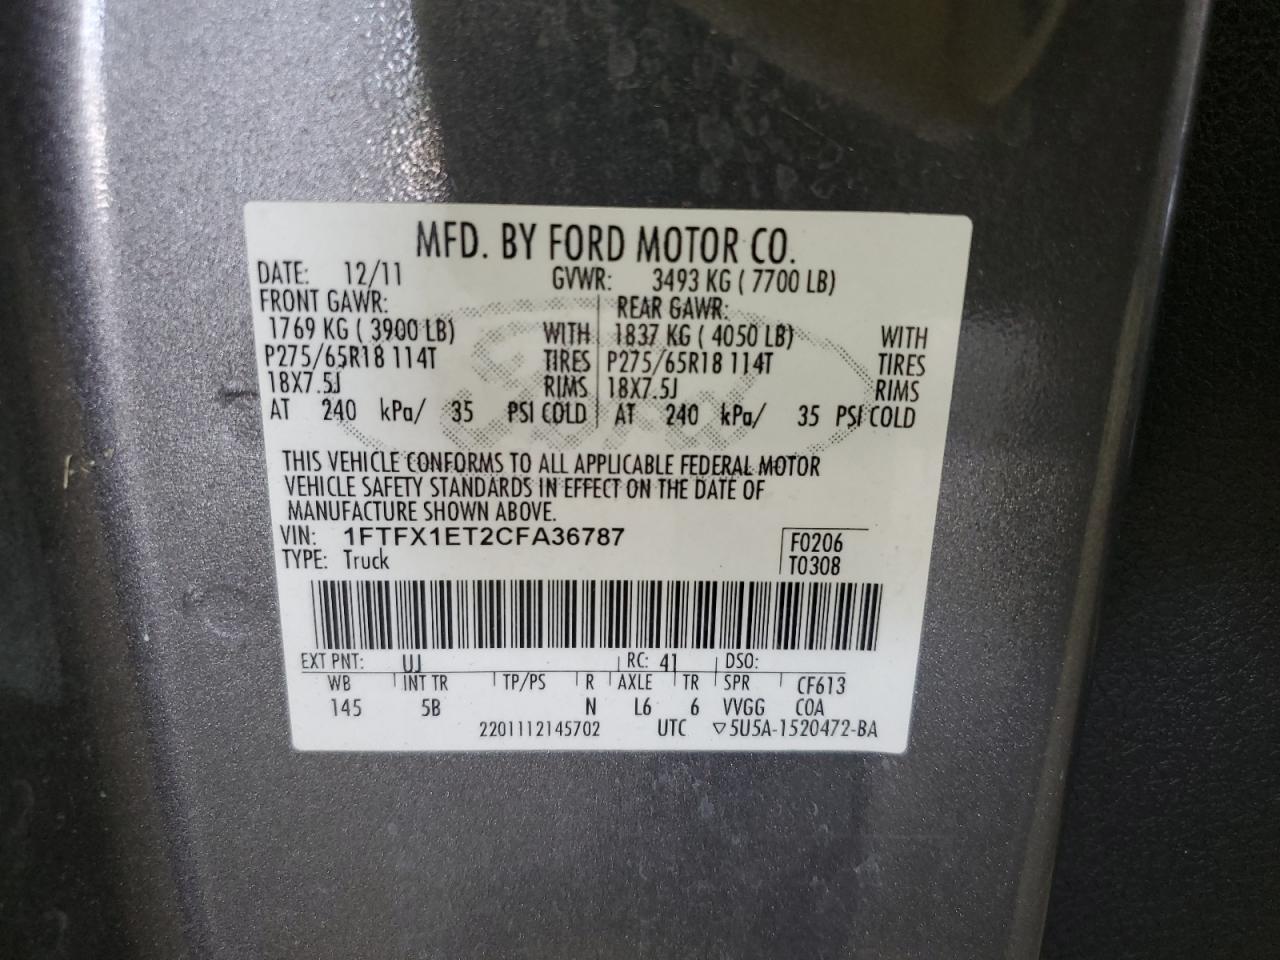 MFD. BY FORD MOTOR CO.
DATE: 12/11 GVWR: 3493 KG ( 7700 LB)
FRONT GAWR: REAR GAWR:
1769 KG ( 3900 LB) WITH 1837 KG ( 4050 LB) WITH
P275/65R18 114T TIRES P275/65R18 114T TIRES
18X7.5J RIMS 18X7.5J RIMS
AT 240 kPa/ 35 PSI COLD AT 240 kPa/ 35 PSI COLD
THIS VEHICLE CONFORMS TO ALL APPLICABLE FEDERAL MOTOR
VEHICLE SAFETY STANDARDS IN EFFECT ON THE DATE OF
MANUFACTURE SHOWN ABOVE.
VIN: 1FTFX1ET2CFA36787 F0206
TYPE: Truck T0308
EXT PNT: UJ RC: 41 DSO:
WB INT TR TP/PS R AXLE TR SPR CF613
145 5B N L6 6 VVGG COA
2201112145702 UTC ▽5U5A-1520472-BA